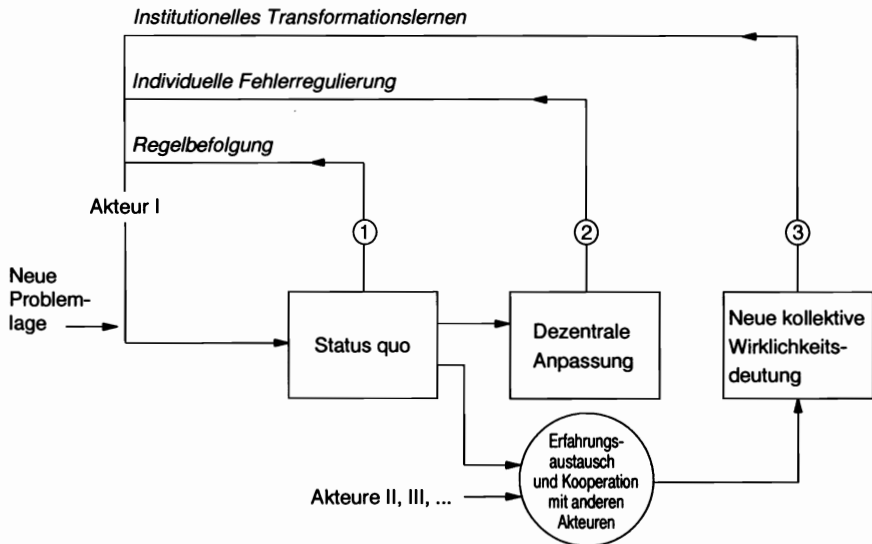 Institutionelles Transformationslernen
Individuelle Fehlerregulierung
Regelbefolgung
Akteur I
1
2
3
Neue
Problem-
lage
Status quo
Dezentrale
Anpassung
Neue kollektive
Wirklichkeits-
deutung
Erfahrungs-
austausch
und Kooperation
mit anderen
Akteuren
Akteure II, III, ...